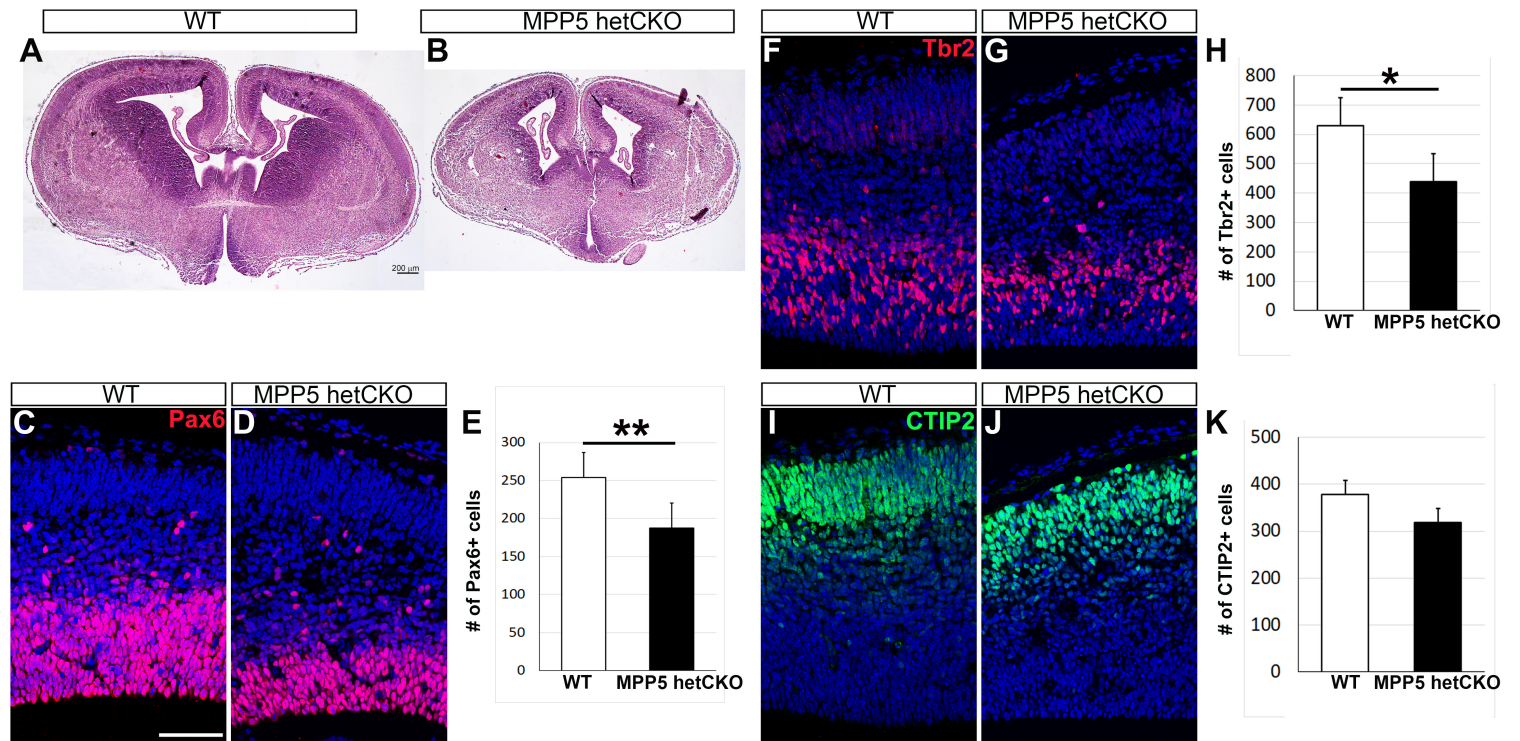 WT
MPP5 hetCKO
A
B
200 µm
WT
MPP5 hetCKO
F
Tbr2
G
H
800
700
600
500
400
300
200
100
0
# of Tbr2+ cells
*
WT
MPP5 hetCKO
WT
MPP5 hetCKO
C
Pax6
D
E
300
250
200
150
100
50
0
# of Pax6+ cells
**
WT
MPP5 hetCKO
WT
MPP5 hetCKO
I
CTIP2
J
K
500
400
300
200
100
0
# of CTIP2+ cells
WT
MPP5 hetCKO